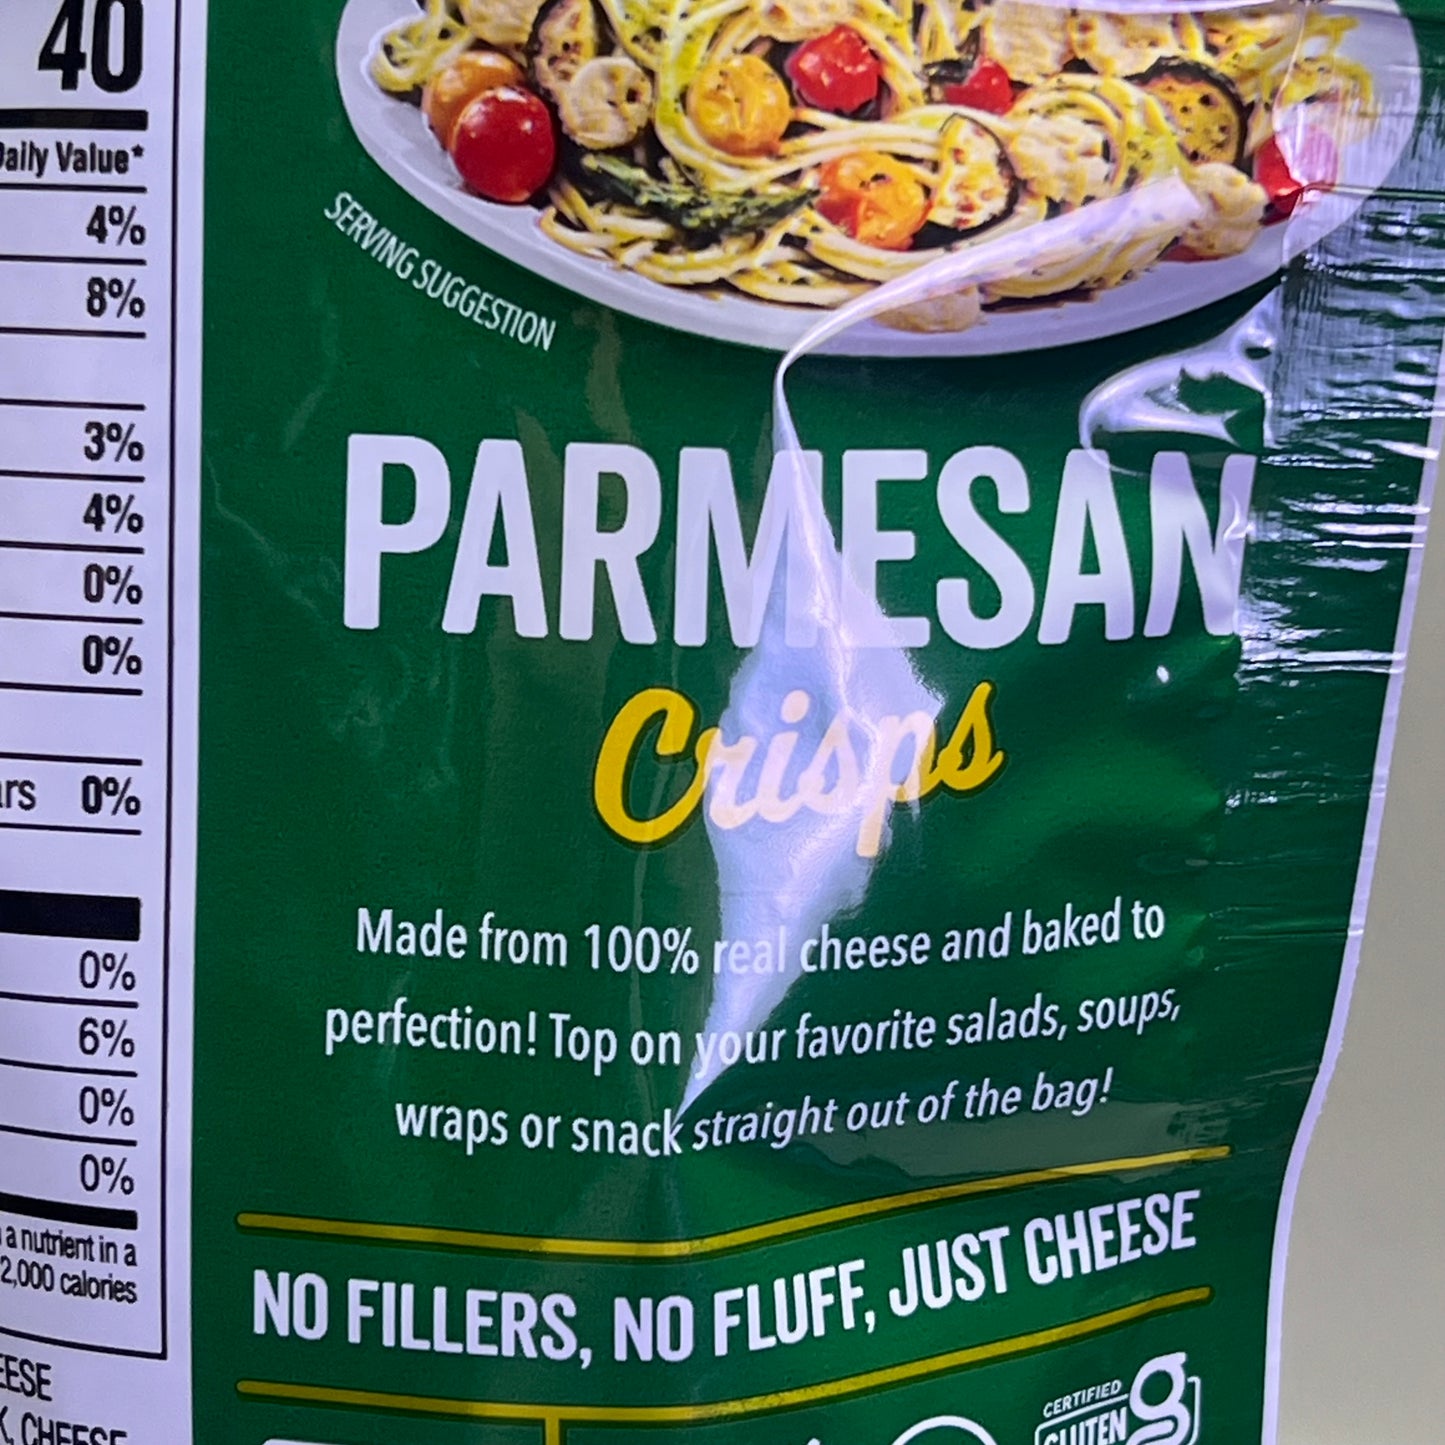 40
Daily Value*
4%
8%
3%
4%
0%
0%
0%
0%
6%
0%
0%
a nutrient in a
2,000 calories
CHEESE
SERVING SUGGESTION
PARMESAN
Crisps
Made from 100% real cheese and baked to
perfection! Top on your favorite salads, soups,
wraps or snack straight out of the bag!
NO FILLERS, NO FLUFF, JUST CHEESE
CERTIFIED
GLUTEN